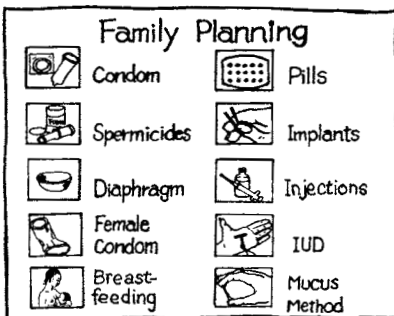 Family Planning
Condom
Pills
Spermicides
Implants
Diaphragm
Injections
Female
Condom
IUD
Breast-
feeding
Mucus
Method